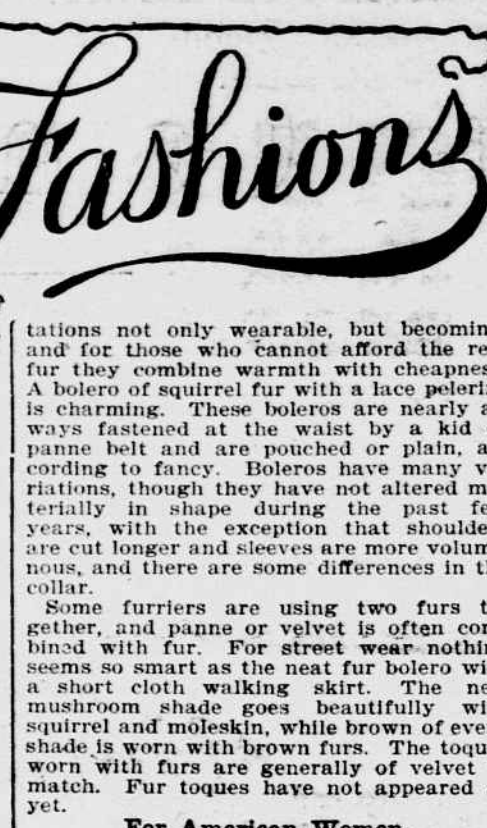 Fashions
tations not only wearable, but becomin
and for those who cannot afford the re
fur they combine warmth with cheapnes
A bolero of squirrel fur with a lace peleri
is charming. These boleros are nearly a
ways fastened at the waist by a kid
panne belt and are pouched or plain, a
cording to fancy. Boleros have many v
riations, though they have not altered m
terially in shape during the past fe
years, with the exception that shoulde
are cut longer and sleeves are more volum
nous, and there are some differences in t
collar.
Some furriers are using two furs t
gether, and panne or velvet is often con
bined with fur. For street wear nothin
seems so smart as the neat fur bolero wi
a short cloth walking skirt. The ne
mushroom shade goes beautifully wi
squirrel and moleskin, while brown of eve
shade is worn with brown furs. The toqu
worn with furs are generally of velvet
match. Fur toques have not appeared
yet.
For American Women